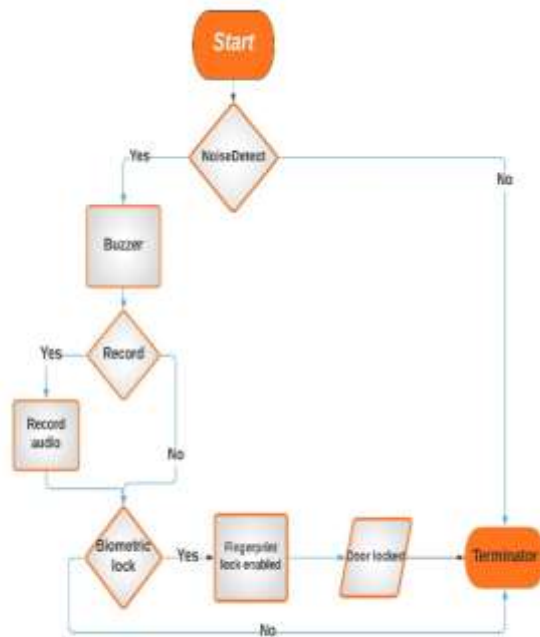 Start
NoiseDetect
Yes
No
Buzzer
Record
Yes
Record
audio
No
Biometric
lock
Yes
Fingerprint
lock enabled
Door locked
Terminator
No